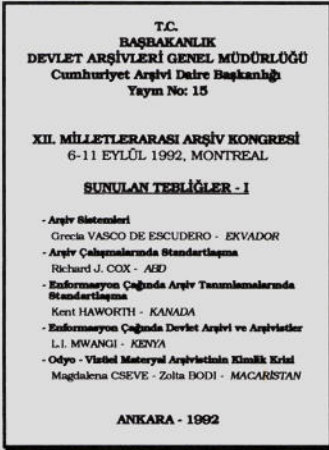 T.C.
BAŞBAKANLIK
DEVLET ARŞİVLERİ GENEL MÜDÜRLÜĞÜ
Cumhuriyet Arşivi Daire Başkanlığı
Yayın No: 15
XII. MİLLETLERARASI ARŞİV KONGRESİ
6-11 EYLÜL 1992, MONTREAL
SUNULAN TEBLİĞLER - I
- Arşiv Sistemleri
Grecia VASCO DE ESCUDERO - EKVADOR
- Arşiv Çalışmalarında Standartlaşma
Richard J. COX - ABD
- Enformasyon Çağında Arşiv Tanımlamalarında
Standartlaşma
Kent HAWORTH - KANADA
- Enformasyon Çağında Devlet Arşivi ve Arşivistler
L.I. MWANGI - KENYA
- Odyo - Vizüel Materyal Arşivistinin Kimlik Krizi
Magdalena CSEVE - Zolta BODI - MACARİSTAN
ANKARA - 1992